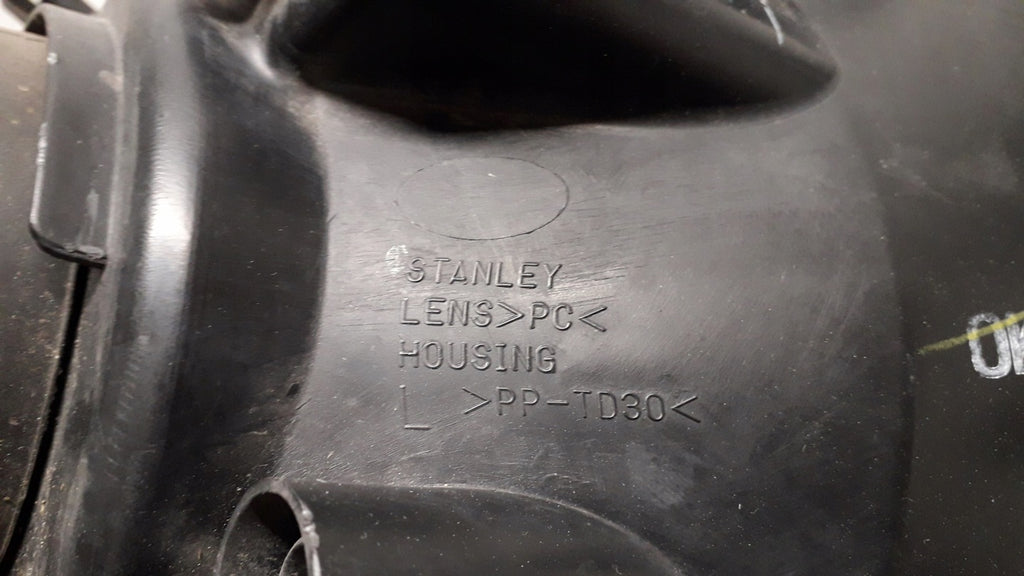 STANLEY
LENS>PC<
HOUSING
L >PP-TD30<